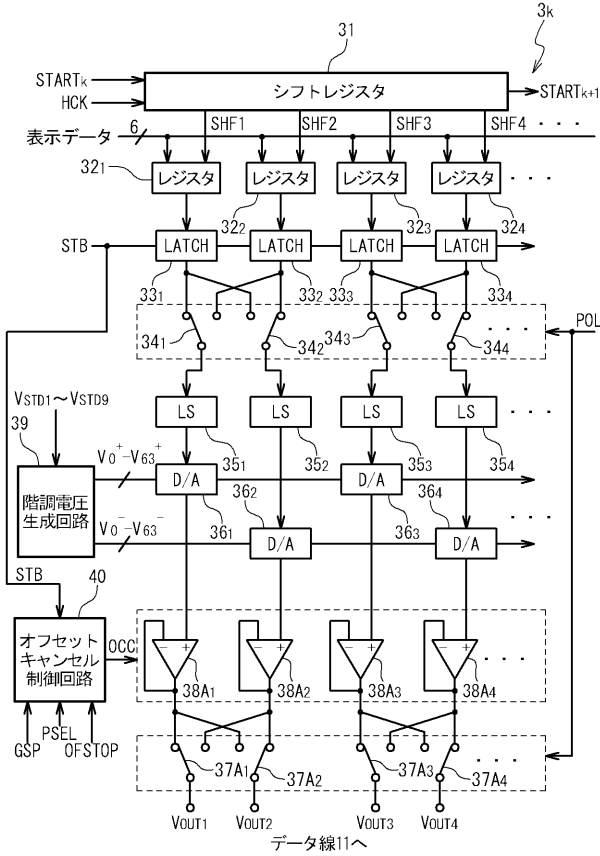 31
3k
STARTk
シフトレジスタ
STARTk+1
HCK
SHF1
SHF2
SHF3
SHF4
・・・
表示データ
6
321
レジスタ
レジスタ
レジスタ
レジスタ
・・・
322
323
324
STB
LATCH
LATCH
LATCH
LATCH
331
332
333
334
・・・
POL
341
342
343
344
VSTD1～VSTD9
LS
LS
LS
LS
・・・
39
351
352
353
354
V0+-V63+
D/A
D/A
階調電圧
生成回路
361
362
363
364
・・・
V0--V63-
D/A
D/A
STB
40
オフセット
キャンセル
制御回路
OCC
- +
- +
- +
- +
・・・
38A1
38A2
38A3
38A4
GSP
PSEL
OFSTOP
・・・
37A1
37A2
37A3
37A4
VOUT1
VOUT2
VOUT3
VOUT4
データ線11へ